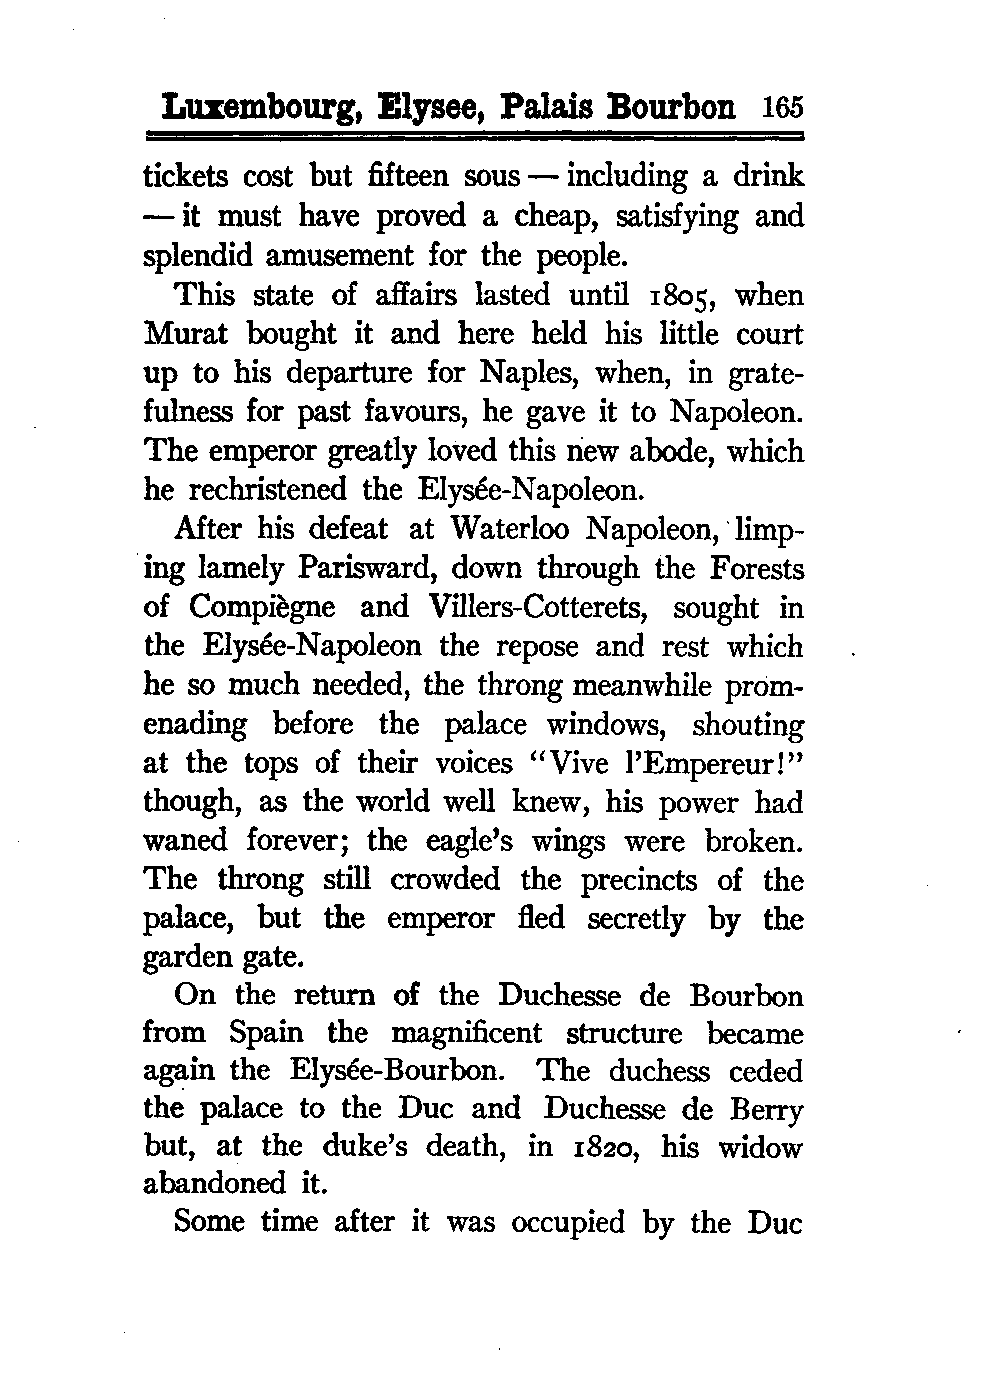 Luxembourg, Elysee, Palais Bourbon 165
tickets cost but fifteen sous — including a drink
— it must have proved a cheap, satisfying and
splendid amusement for the people.
This state of affairs lasted until 1805, when
Murat bought it and here held his little court
up to his departure for Naples, when, in grate-
fulness for past favours, he gave it to Napoleon.
The emperor greatly loved this new abode, which
he rechristened the Elysée-Napoleon.
After his defeat at Waterloo Napoleon, limp-
ing lamely Parisward, down through the Forests
of Compiègne and Villers-Cotterets, sought in
the Elysée-Napoleon the repose and rest which
he so much needed, the throng meanwhile prom-
enading before the palace windows, shouting
at the tops of their voices “Vive l’Empereur!”
though, as the world well knew, his power had
waned forever; the eagle’s wings were broken.
The throng still crowded the precincts of the
palace, but the emperor fled secretly by the
garden gate.
On the return of the Duchesse de Bourbon
from Spain the magnificent structure became
again the Elysée-Bourbon. The duchess ceded
the palace to the Duc and Duchesse de Berry
but, at the duke’s death, in 1820, his widow
abandoned it.
Some time after it was occupied by the Duc